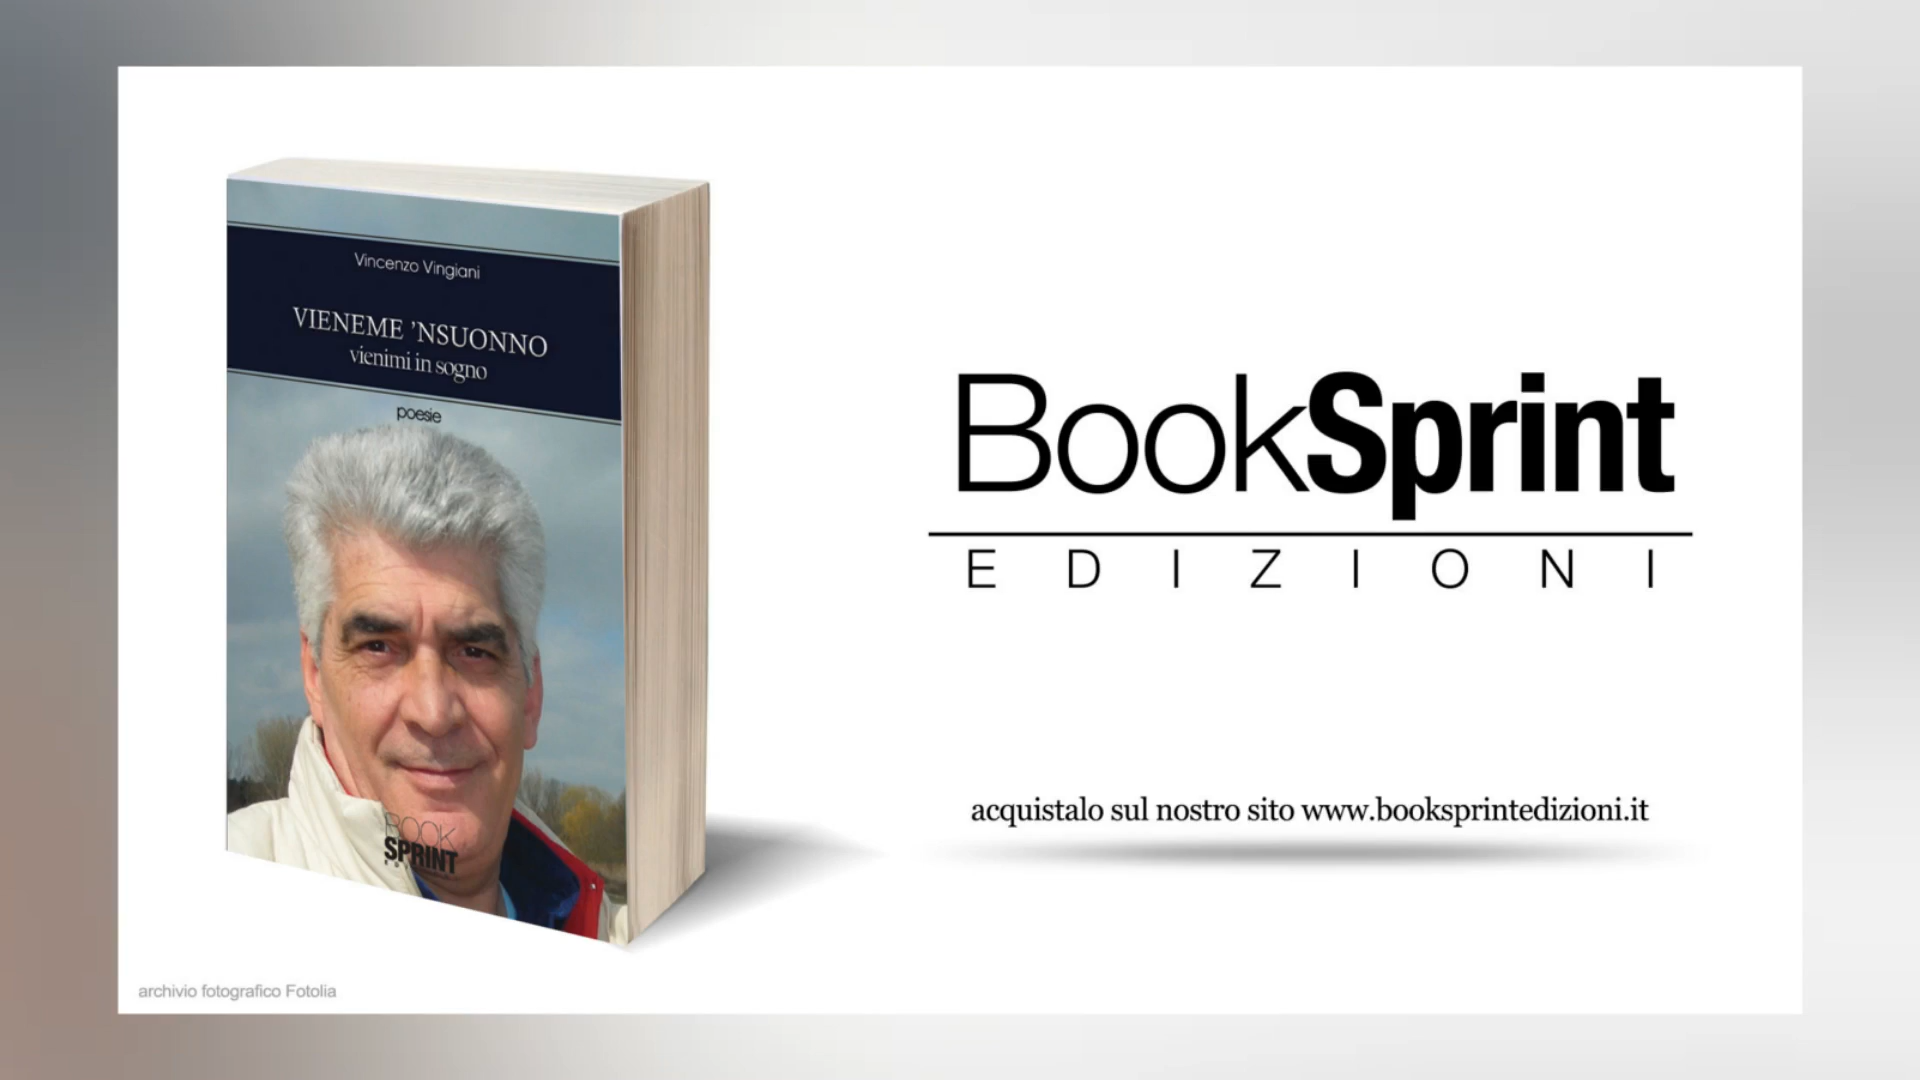 Vincenzo Vingiani
VIENEME ’NSUONNO
vienimi in sogno
poesie
BOOK
SPRINT
BookSprint
EDIZIONI
acquistalo sul nostro sito www.booksprintedizioni.it
archivio fotografico Fotolia